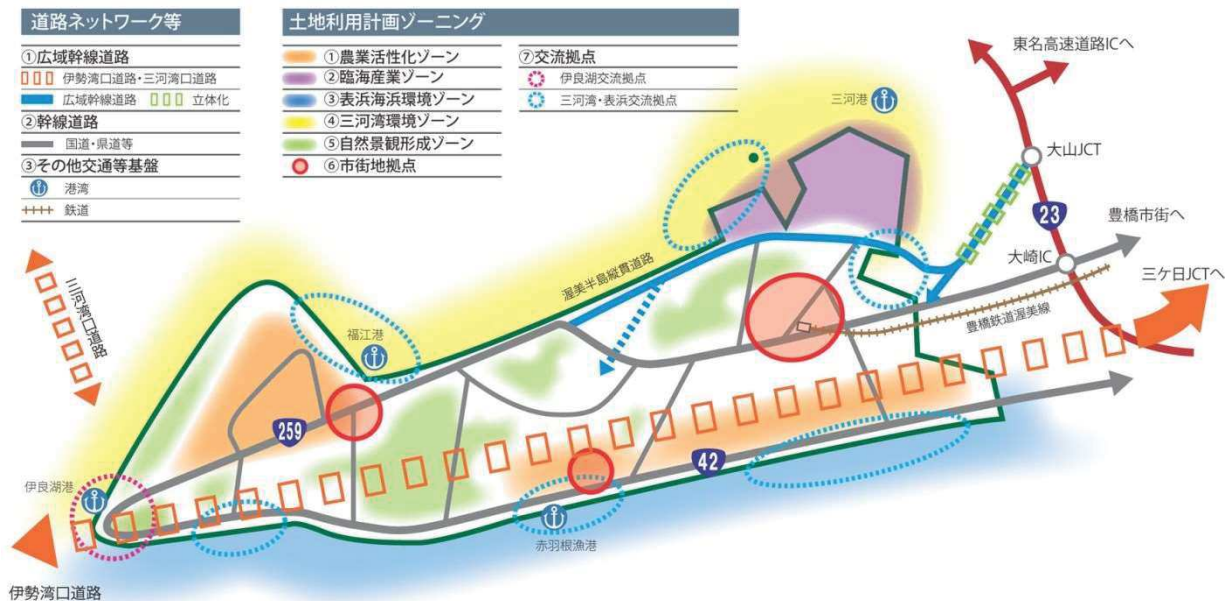 道路ネットワーク等
①広域幹線道路
伊勢湾口道路・三河湾口道路
広域幹線道路 立体化
②幹線道路
国道・県道等
③その他交通等基盤
港湾
鉄道
土地利用計画ゾーニング
①農業活性化ゾーン
②臨海産業ゾーン
③表浜海浜環境ゾーン
④三河湾環境ゾーン
⑤自然景観形成ゾーン
⑥市街地拠点
⑦交流拠点
伊良湖交流拠点
三河湾・表浜交流拠点
東名高速道路ICへ
三河港
大山JCT
23
豊橋市街へ
大崎IC
三ケ日JCTへ
豊橋鉄道渥美線
渥美半島縦貫道路
三河湾口道路
福江港
259
42
伊良湖港
赤羽根漁港
伊勢湾口道路